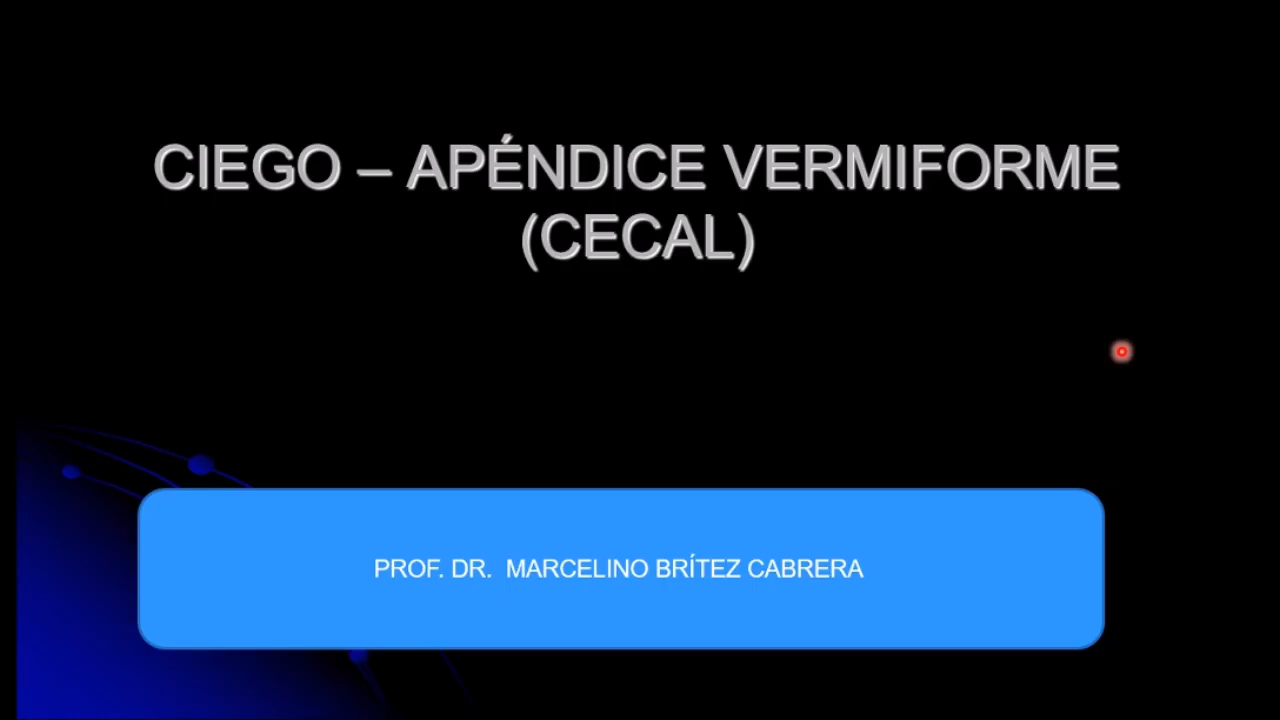 CIEGO – APÉNDICE VERMIFORME
(CECAL)
PROF. DR. MARCELINO BRÍTEZ CABRERA